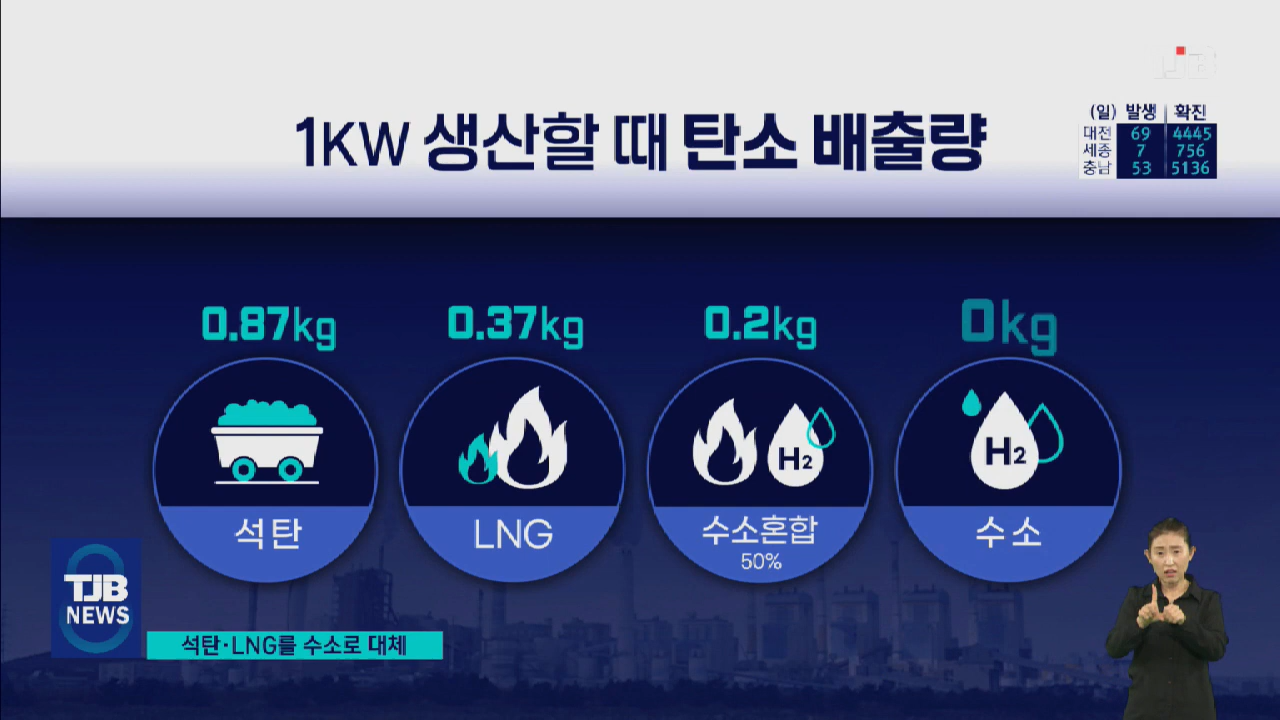 TJB
1KW 생산할 때 탄소 배출량
(일) 발생 확진
대전 69 4445
세종 7 756
충남 53 5136
0.87kg
0.37kg
0.2kg
0kg
H2
H2
석탄
LNG
수소혼합
50%
수소
8
TJB
NEWS
석탄·LNG를 수소로 대체